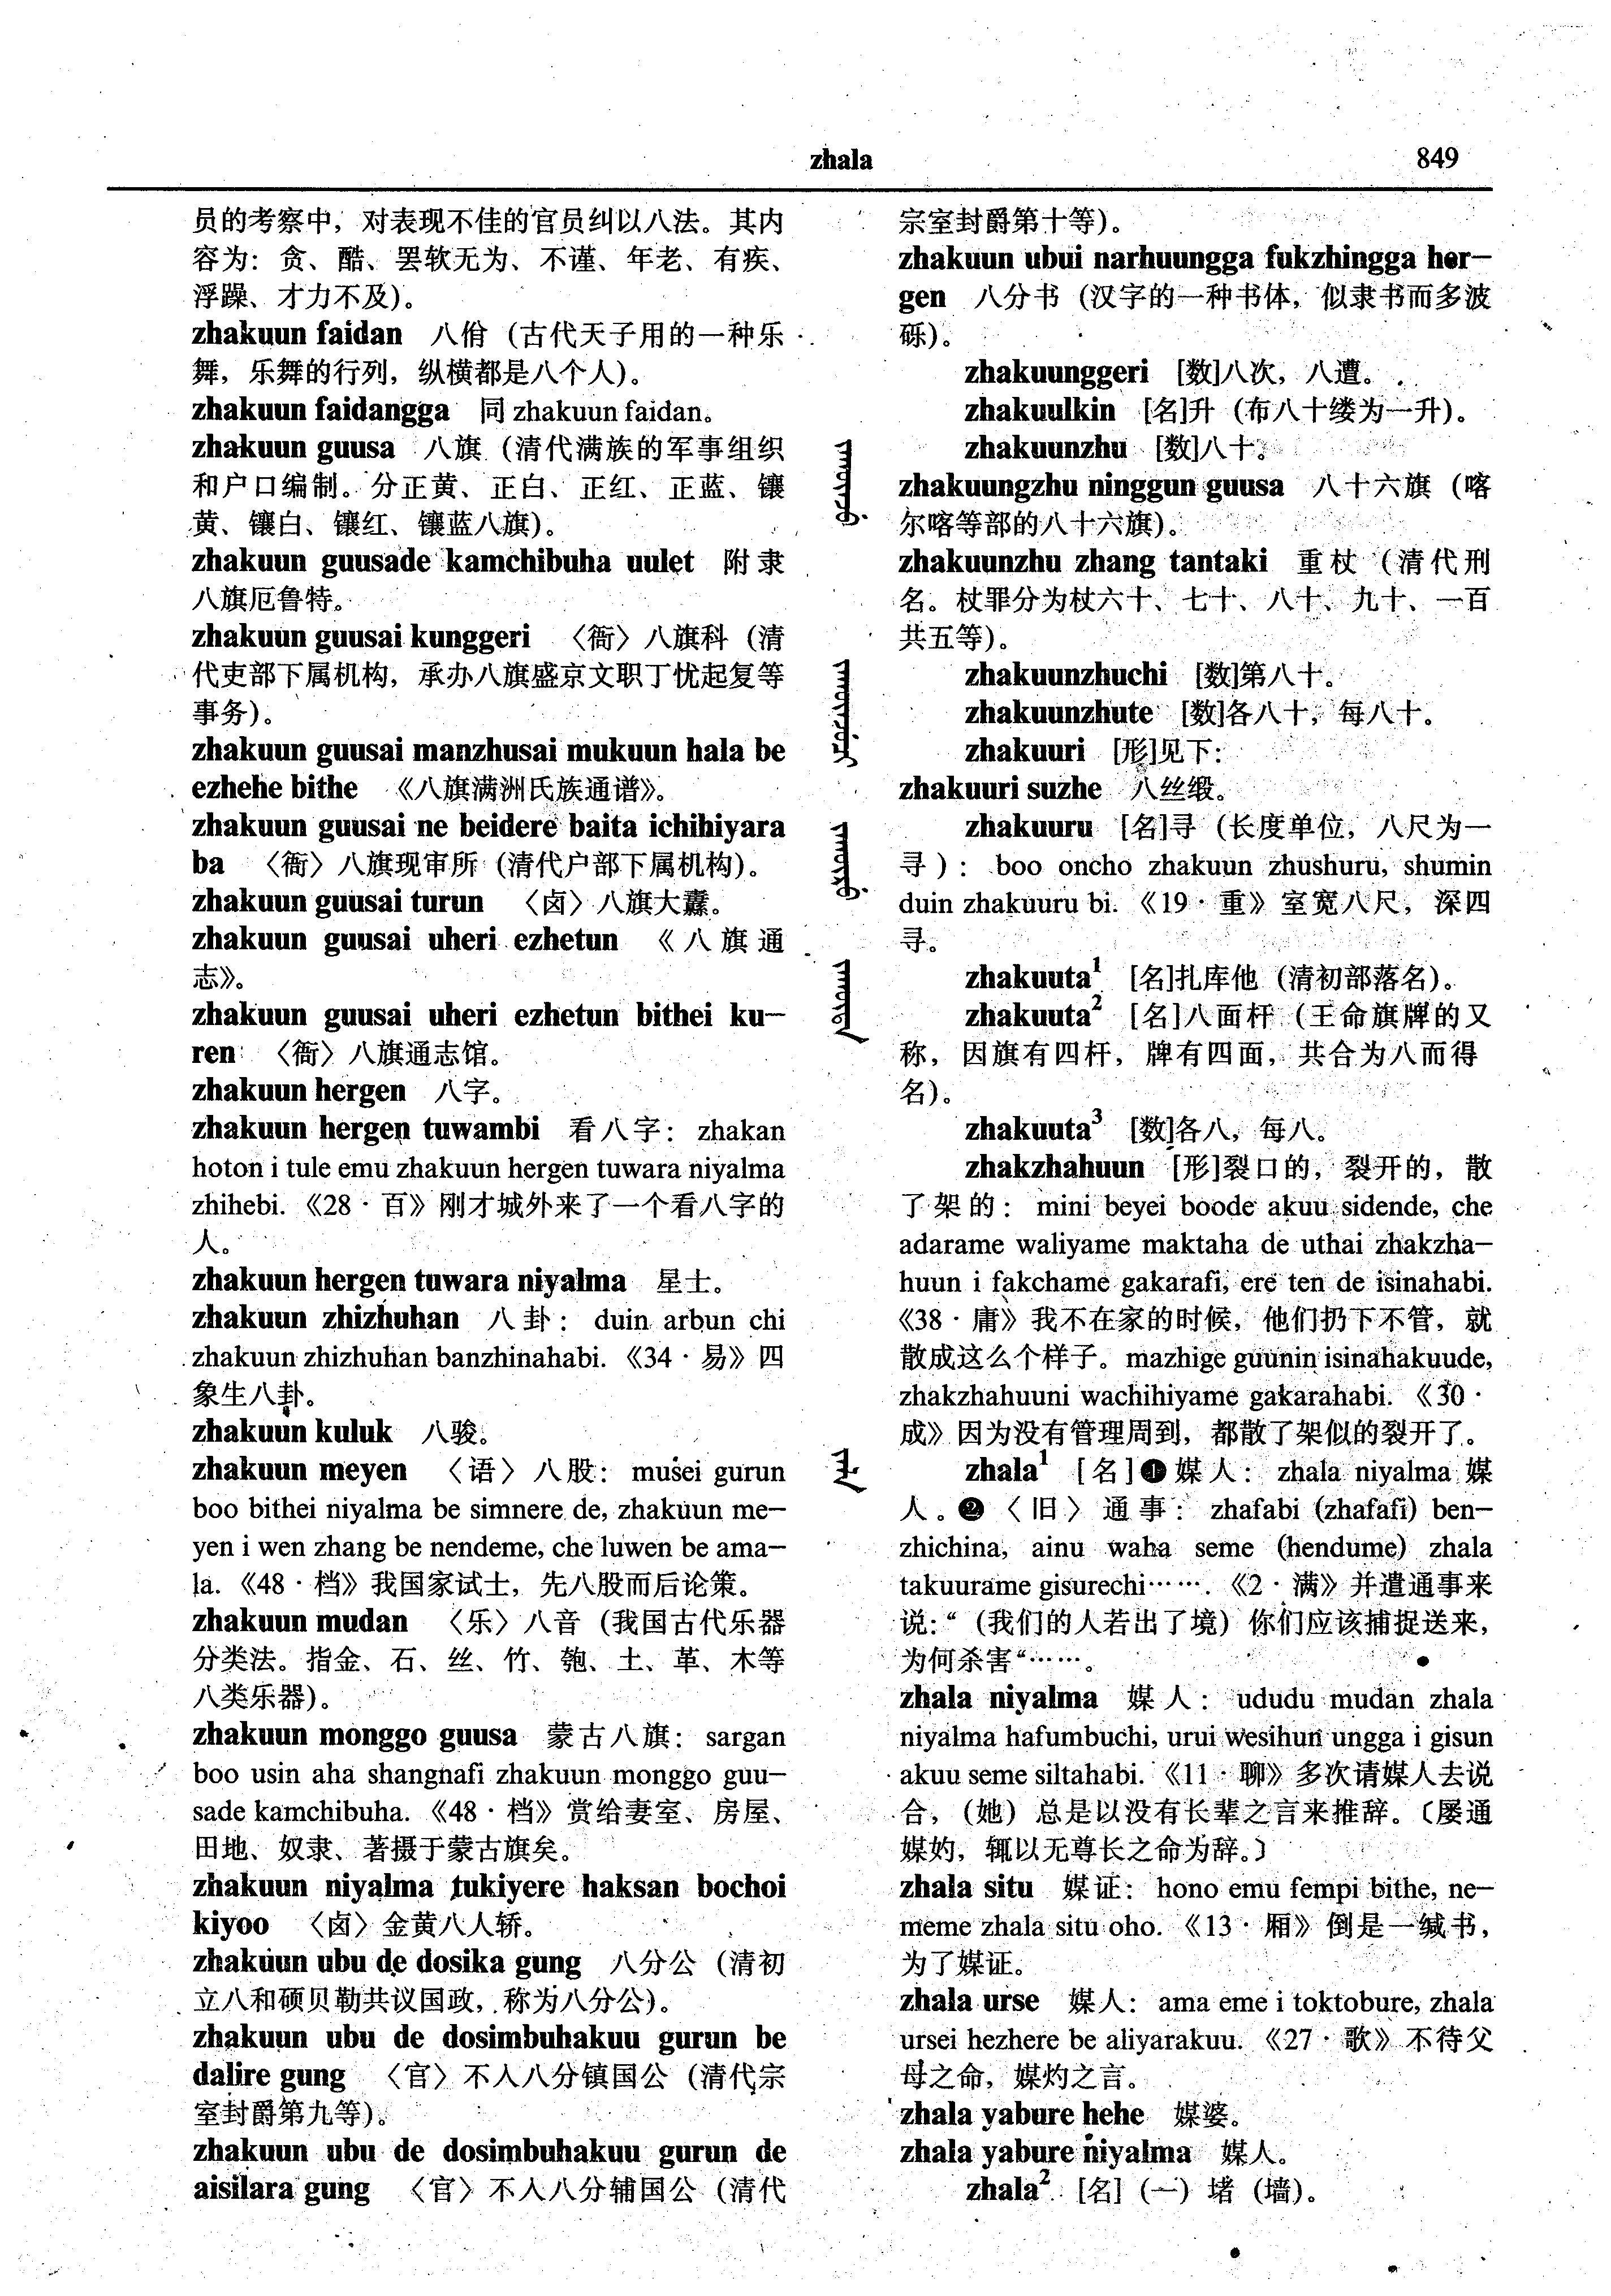 zhala
849
员的考察中，对表现不佳的官员纠以八法。其内
容为：贪、酷、罢软无为、不谨、年老、有疾、
浮躁、才力不及）。
zhakuun faidan 八佾（古代天子用的一种乐
舞，乐舞的行列，纵横都是八个人）。
zhakuun faidangga 同 zhakuun faidan。
zhakuun guusa 八旗（清代满族的军事组织
和户口编制。分正黄、正白、正红、正蓝、镶
黄、镶白、镶红、镶蓝八旗）。
zhakuun guusade kamchibuha uulet 附隶
八旗厄鲁特。
zhakuun guusai kunggeri 〈衙〉八旗科（清
代吏部下属机构，承办八旗盛京文职丁忧起复等
事务）。
zhakuun guusai manzhusai mukuun hala be
ezhehe bithe 《八旗满洲氏族通谱》。
zhakuun guusai ne beidere baita ichihiyara
ba 〈衙〉八旗现审所（清代户部下属机构）。
zhakuun guusai turun 〈卤〉八旗大纛。
zhakuun guusai uheri ezhetun 《八旗通
志》。
zhakuun guusai uheri ezhetun bithei ku-
ren 〈衙〉八旗通志馆。
zhakuun hergen 八字。
zhakuun hergen tuwambi 看八字：zhakan
hoton i tule emu zhakuun hergen tuwara niyalma
zhihebi.《28·百》刚才城外来了一个看八字的
人。
zhakuun hergen tuwara niyalma 星士。
zhakuun zhizhuhan 八卦：duin arbun chi
zhakuun zhizhuhan banzhinahabi.《34·易》四
象生八卦。
zhakuun kuluk 八骏。
zhakuun meyen 〈语〉八股：musei gurun
boo bithei niyalma be simnere de, zhakuun me-
yen i wen zhang be nendeme, che luwen be ama-
la.《48·档》我国家试士，先八股而后论策。
zhakuun mudan 〈乐〉八音（我国古代乐器
分类法。指金、石、丝、竹、匏、土、革、木等
八类乐器）。
zhakuun monggo guusa 蒙古八旗：sargan
boo usin aha shangnafi zhakuun monggo guu-
sade kamchibuha.《48·档》赏给妻室、房屋、
田地、奴隶、著摄于蒙古旗矣。
zhakuun niyalma tukiyere haksan bochoi
kiyoo 〈卤〉金黄八人轿。
zhakuun ubu de dosika gung 八分公（清初
立八和硕贝勒共议国政，称为八分公）。
zhakuun ubu de dosimbuhakuu gurun be
dalire gung 〈官〉不入八分镇国公（清代宗
室封爵第九等）。
zhakuun ubu de dosimbuhakuu gurun de
aisilara gung 〈官〉不入八分辅国公（清代
宗室封爵第十等）。
zhakuun ubui narhuungga fukzhingga her-
gen 八分书（汉字的一种书体，似隶书而多波
砾）。
zhakuunggeri [数]八次，八遭。
zhakuulkin [名]升（布八十缕为一升）。
zhakuunzhu [数]八十。
zhakuungzhu ninggun guusa 八十六旗（喀
尔喀等部的八十六旗）。
zhakuunzhu zhang tantaki 重杖（清代刑
名。杖罪分为杖六十、七十、八十、九十、一百
共五等）。
zhakuunzhuchi [数]第八十。
zhakuunzhute [数]各八十，每八十。
zhakuuri [形]见下：
zhakuuri suzhe 八丝缎。
zhakuuru [名]寻（长度单位，八尺为一
寻）：boo oncho zhakuun zhushuru, shumin
duin zhakuuru bi.《19·重》室宽八尺，深四
寻。
zhakuuta¹ [名]扎库他（清初部落名）。
zhakuuta² [名]八面杆（王命旗牌的又
称，因旗有四杆，牌有四面，共合为八而得
名）。
zhakuuta³ [数]各八，每八。
zhakzhahuun [形]裂口的，裂开的，散
了架的：mini beyei boode akuu sidende, che
adarame waliyame maktaha de uthai zhakzha-
huun i fakchame gakarafi, ere ten de isinahabi.
《38·庸》我不在家的时候，他们扔下不管，就
散成这么个样子。mazhige guunin isinahakuude,
zhakzhahuuni wachihiyame gakarahabi.《30·
成》因为没有管理周到，都散了架似的裂开了。
zhala¹ [名]❶媒人：zhala niyalma 媒
人。❷〈旧〉通事：zhafabi (zhafafi) ben-
zhichina, ainu waha seme (hendume) zhala
takuurame gisurechi…….《2·满》并遣通事来
说：“（我们的人若出了境）你们应该捕捉送来，
为何杀害“……。
zhala niyalma 媒人：ududu mudan zhala
niyalma hafumbuchi, urui wesihun ungga i gisun
akuu seme siltahabi.《11·聊》多次请媒人去说
合，（她）总是以没有长辈之言来推辞。〔屡通
媒妁，辄以无尊长之命为辞。〕
zhala situ 媒证：hono emu fempi bithe, ne-
meme zhala situ oho.《13·厢》倒是一缄书，
为了媒证。
zhala urse 媒人：ama eme i toktobure, zhala
ursei hezhere be aliyarakuu.《27·歌》不待父
母之命，媒灼之言。
zhala yabure hehe 媒婆。
zhala yabure niyalma 媒人。
zhala² [名]（一）堵（墙）。